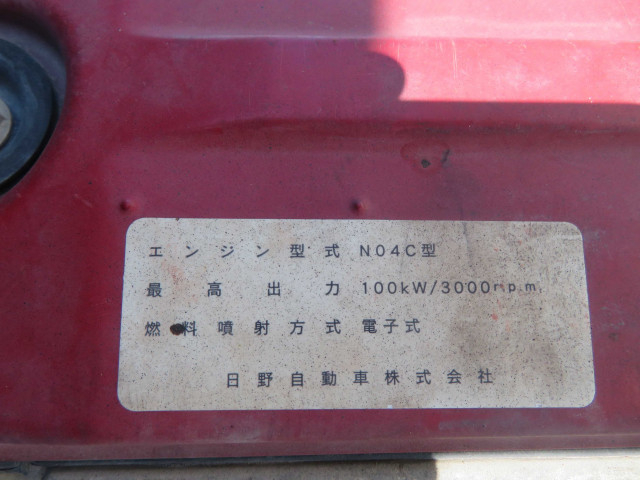 エンジン型式 N04C型
最高出力 100kW/3000r.p.m.
燃料噴射方式 電子式
日野自動車株式会社